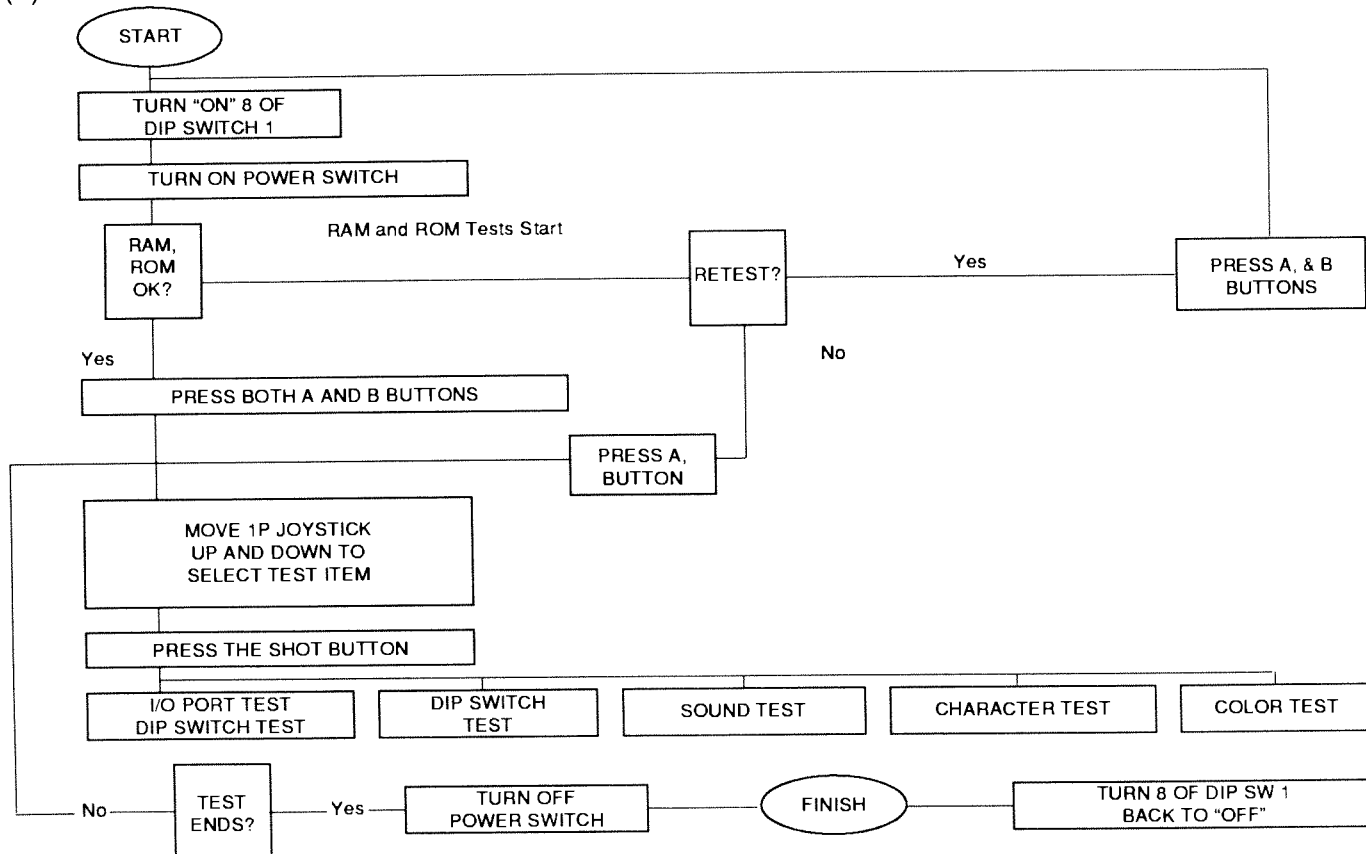 START
TURN "ON" 8 OF
DIP SWITCH 1
TURN ON POWER SWITCH
RAM,
ROM
OK?
RAM and ROM Tests Start
RETEST?
Yes
PRESS A, & B
BUTTONS
Yes
No
PRESS BOTH A AND B BUTTONS
PRESS A,
BUTTON
MOVE 1P JOYSTICK
UP AND DOWN TO
SELECT TEST ITEM
PRESS THE SHOT BUTTON
I/O PORT TEST
DIP SWITCH TEST
DIP SWITCH
TEST
SOUND TEST
CHARACTER TEST
COLOR TEST
No
TEST
ENDS?
Yes
TURN OFF
POWER SWITCH
FINISH
TURN 8 OF DIP SW 1
BACK TO "OFF"